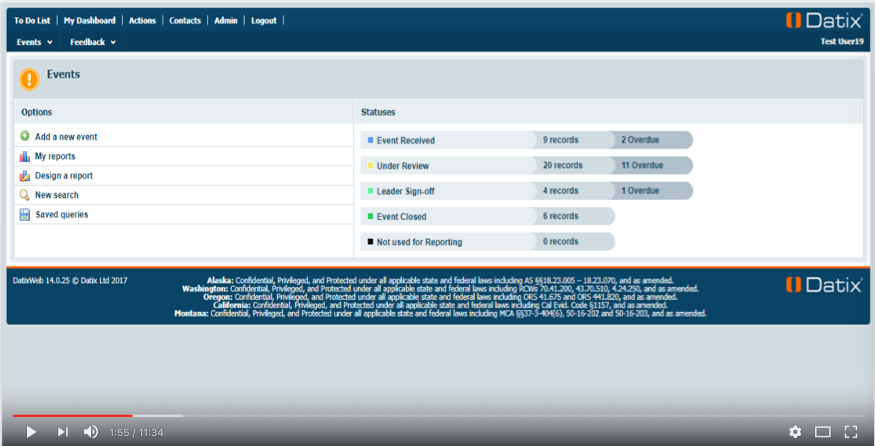 To Do List | My Dashboard | Actions | Contacts | Admin | Logout |
Datix
Events Feedback
Test User19
Events
Options
Add a new event
My reports
Design a report
New search
Saved queries
Statuses
Event Received 9 records 2 Overdue
Under Review 20 records 11 Overdue
Leader Sign-off 4 records 1 Overdue
Event Closed 6 records
Not used for Reporting 0 records
DatixWeb 14.0.25 © Datix Ltd 2017
Alaska: Confidential, Privileged, and Protected under all applicable state and federal laws including AS §§18.23.005 – 18.23.070, and as amended.
Washington: Confidential, Privileged, and Protected under all applicable state and federal laws including RCWs 70.41.200, 43.70.510, 4.24.250, and as amended.
Oregon: Confidential, Privileged, and Protected under all applicable state and federal laws including ORS 41.675 and ORS 441.820, and as amended.
California: Confidential, Privileged, and Protected under all applicable state and federal laws including Cal Evid. Code §1157, and as amended.
Montana: Confidential, Privileged, and Protected under all applicable state and federal laws including MCA §§37-3-404(6), 50-16-202 and 50-16-203, and as amended.
Datix
1:55 / 11:34